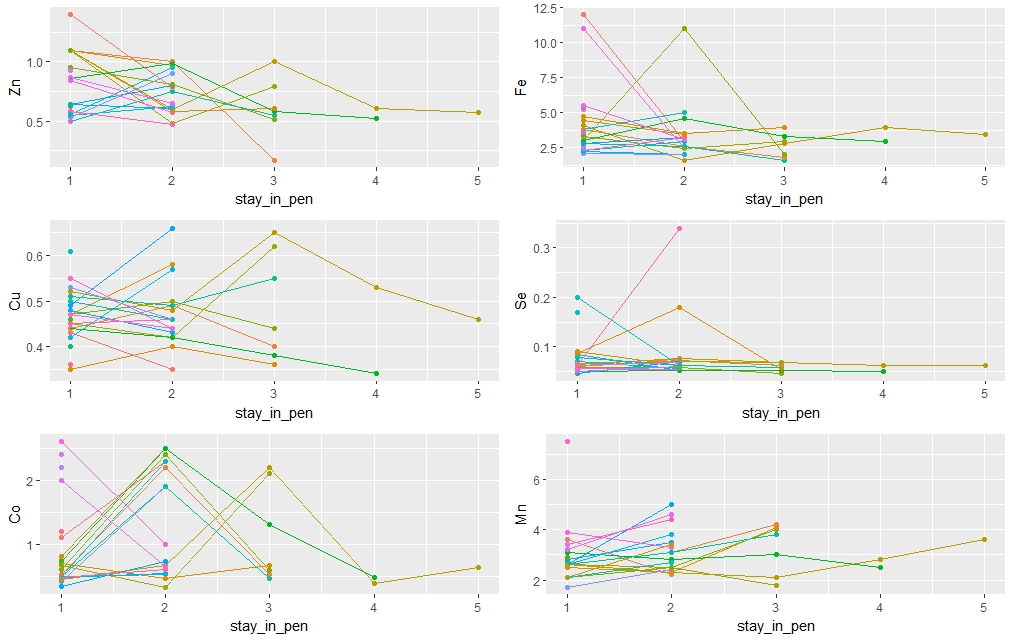 Zn
1.0
0.5
1 2 3 4 5
stay_in_pen
Fe
12.5
10.0
7.5
5.0
2.5
1 2 3 4 5
stay_in_pen
Cu
0.6
0.5
0.4
1 2 3 4 5
stay_in_pen
Se
0.3
0.2
0.1
1 2 3 4 5
stay_in_pen
Co
2
1
1 2 3 4 5
stay_in_pen
Mn
6
4
2
1 2 3 4 5
stay_in_pen